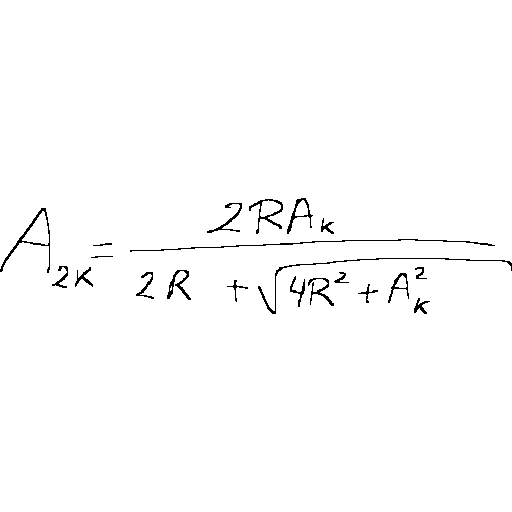 A_{2K} = \frac{2RA_K}{2R + \sqrt{4R^2 + A_K^2}}